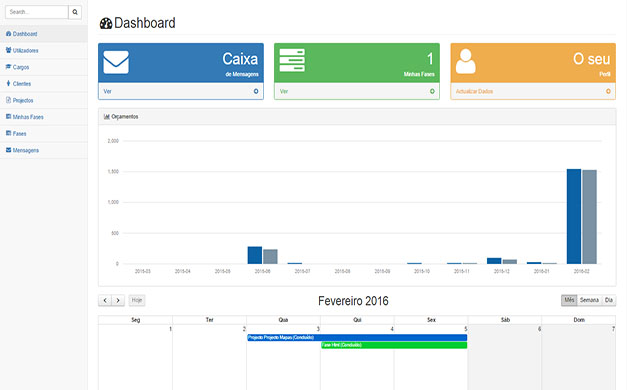 Search...
Dashboard
Utilizadores
Cargos
Clientes
Projectos
Minhas Fases
Fases
Mensagens
Dashboard
Caixa
de Mensagens
Ver
1
Minhas Fases
Ver
O seu
Perfil
Actualizar Dados
Orçamentos
2,000
1,500
1,000
500
0
2015-03 2015-04 2015-05 2015-06 2015-07 2015-08 2015-09 2015-10 2015-11 2015-12 2016-01 2016-02
Hoje
Fevereiro 2016
Mês Semana Dia
Seg Ter Qua Qui Sex Sáb Dom
1 2 3 4 5 6 7
Projecto Projecto Mapas (Concluído)
Fase Html (Concluído)